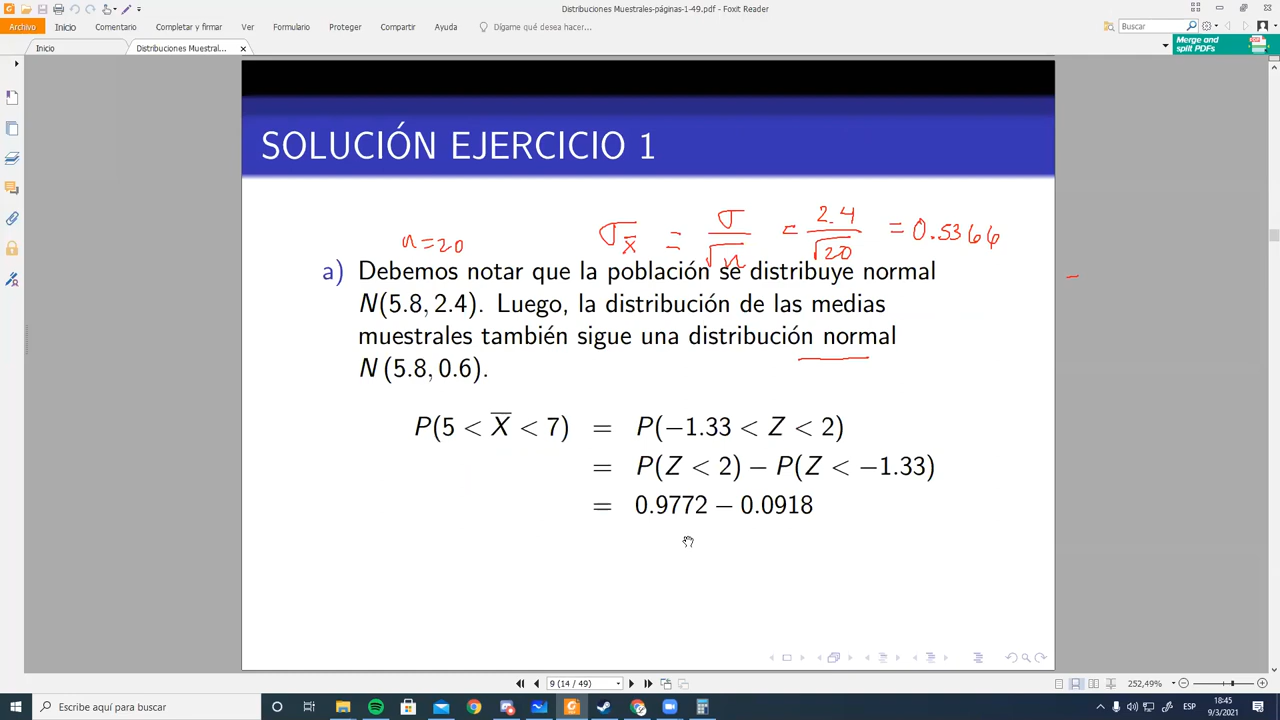 Distribuciones Muestrales-páginas-1-49.pdf - Foxit Reader
Archivo Inicio Comentario Completar y firmar Ver Formulario Proteger Compartir Ayuda Dígame qué desea hacer... Buscar
Inicio Distribuciones Muestral... Merge and split PDFs
SOLUCIÓN EJERCICIO 1
n=20 σx̅ = σ/√n = 2.4/√20 = 0.5366
a) Debemos notar que la población se distribuye normal
N(5.8, 2.4). Luego, la distribución de las medias
muestrales también sigue una distribución normal
N (5.8, 0.6).
P(5 < X̅ < 7) = P(−1.33 < Z < 2)
= P(Z < 2) − P(Z < −1.33)
= 0.9772 − 0.0918
9 (14 / 49) 252,49%
Escribe aquí para buscar ESP 18:45
9/3/2021